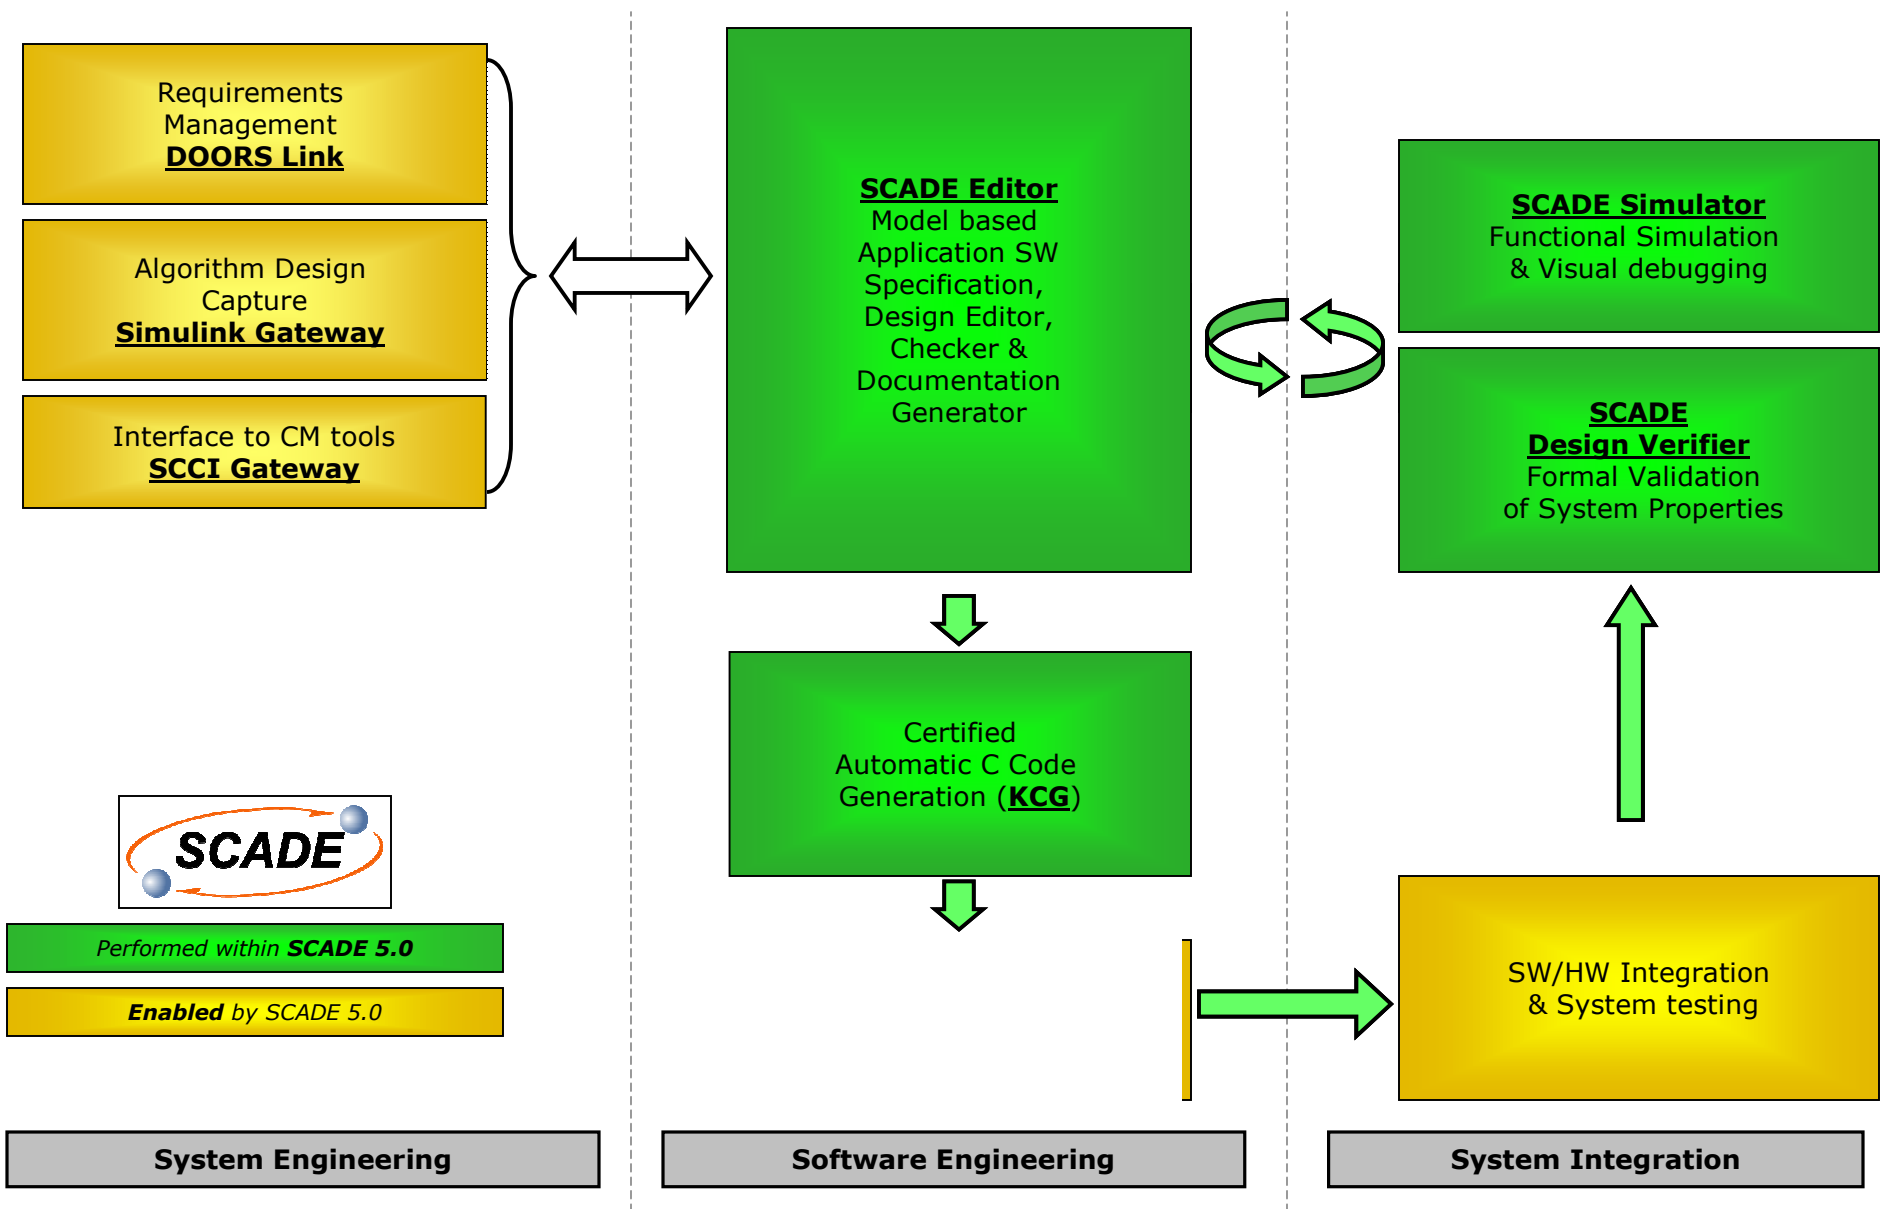 Requirements
Management
DOORS Link
Algorithm Design
Capture
Simulink Gateway
Interface to CM tools
SCCI Gateway
SCADE Editor
Model based
Application SW
Specification,
Design Editor,
Checker &
Documentation
Generator
Certified
Automatic C Code
Generation (KCG)
SCADE Simulator
Functional Simulation
& Visual debugging
SCADE
Design Verifier
Formal Validation
of System Properties
SW/HW Integration
& System testing
SCADE
Performed within SCADE 5.0
Enabled by SCADE 5.0
System Engineering
Software Engineering
System Integration